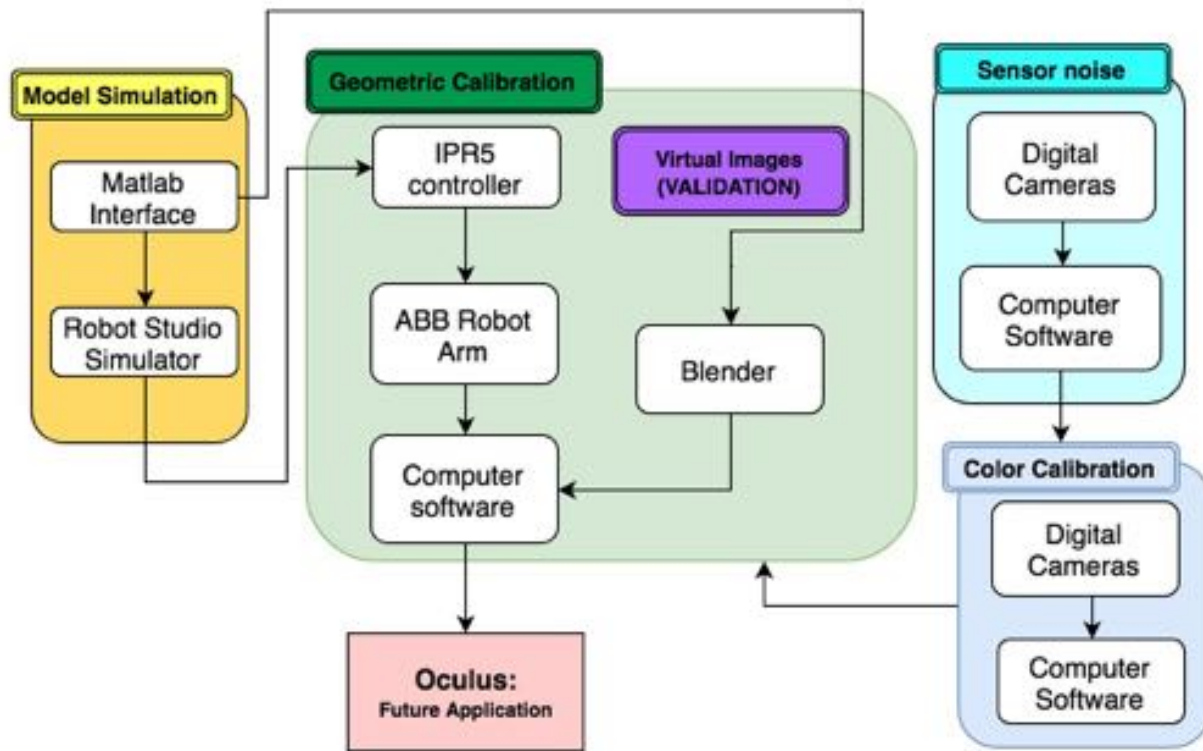 Model Simulation
Matlab
Interface
Robot Studio
Simulator
Geometric Calibration
IPR5
controller
ABB Robot
Arm
Computer
software
Virtual Images
(VALIDATION)
Blender
Oculus:
Future Application
Sensor noise
Digital
Cameras
Computer
Software
Color Calibration
Digital
Cameras
Computer
Software